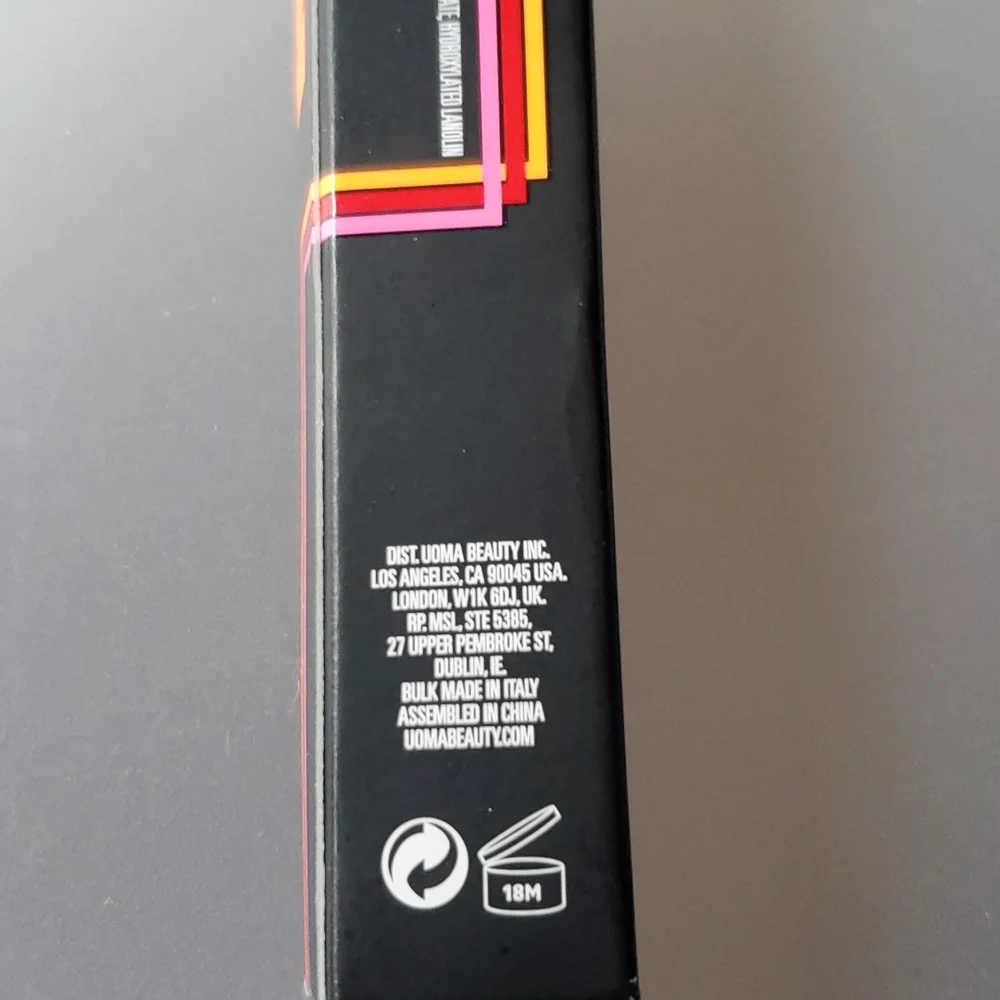 HYDROXYLATED LANOLIN
DIST. UOMA BEAUTY INC.
LOS ANGELES, CA 90045 USA.
LONDON, W1K 6DJ, UK.
RP. MSL, STE 5385,
27 UPPER PEMBROKE ST,
DUBLIN, IE.
BULK MADE IN ITALY
ASSEMBLED IN CHINA
UOMABEAUTY.COM
18M